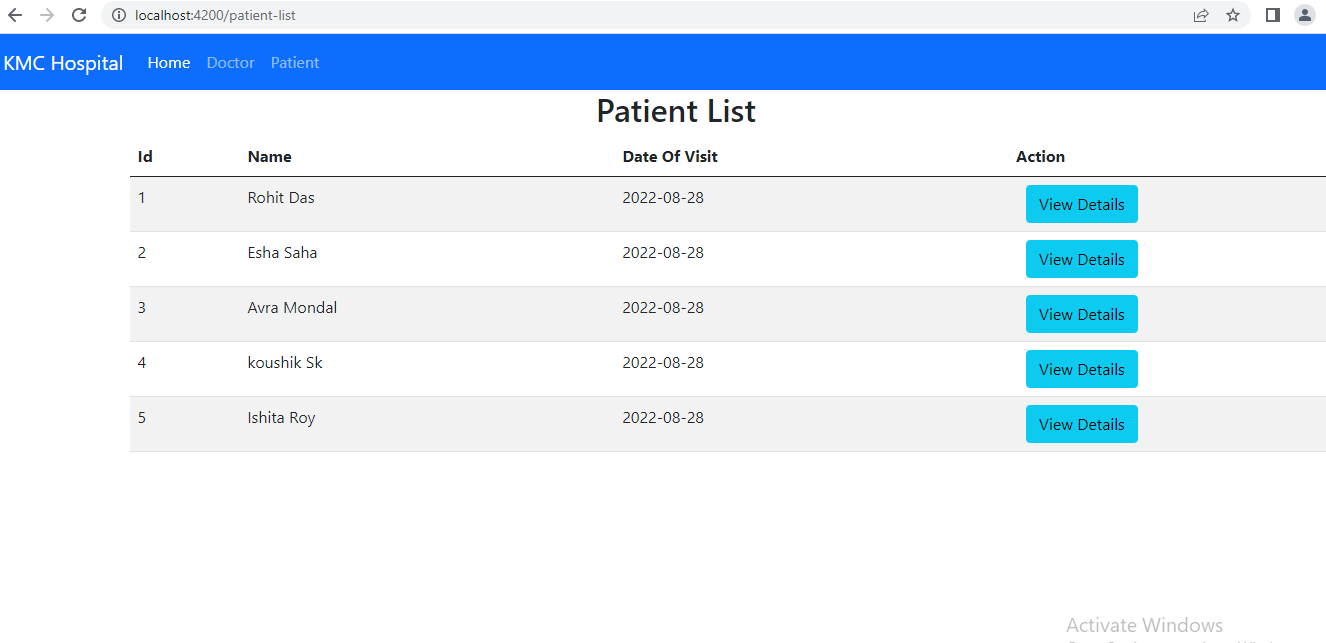 localhost:4200/patient-list
KMC Hospital Home Doctor Patient
Patient List
Id Name Date Of Visit Action
1 Rohit Das 2022-08-28 View Details
2 Esha Saha 2022-08-28 View Details
3 Avra Mondal 2022-08-28 View Details
4 koushik Sk 2022-08-28 View Details
5 Ishita Roy 2022-08-28 View Details
Activate Windows